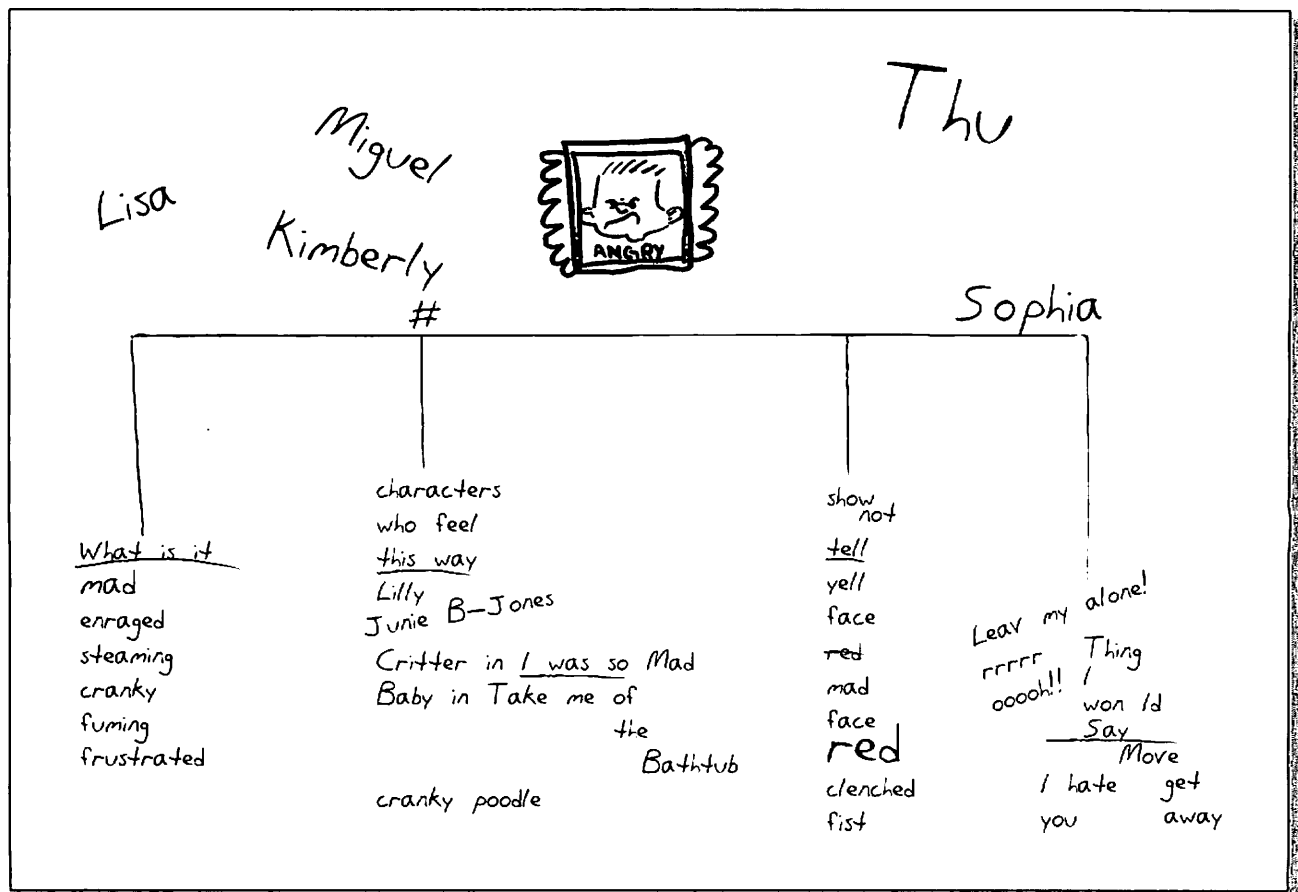 Thu
Miguel
Lisa
Kimberly
ANGRY
#
Sophia
What is it
mad
enraged
steaming
cranky
fuming
frustrated
characters
who feel
this way
Lilly
Junie B-Jones
Critter in I was so Mad
Baby in Take me of
the
Bathtub
cranky poodle
show
not
tell
yell
face
red
mad
face
red
clenched
fist
Leav my alone!
rrrrr
ooooh!!
Thing
I
won ld
Say
Move
I hate
you
get
away